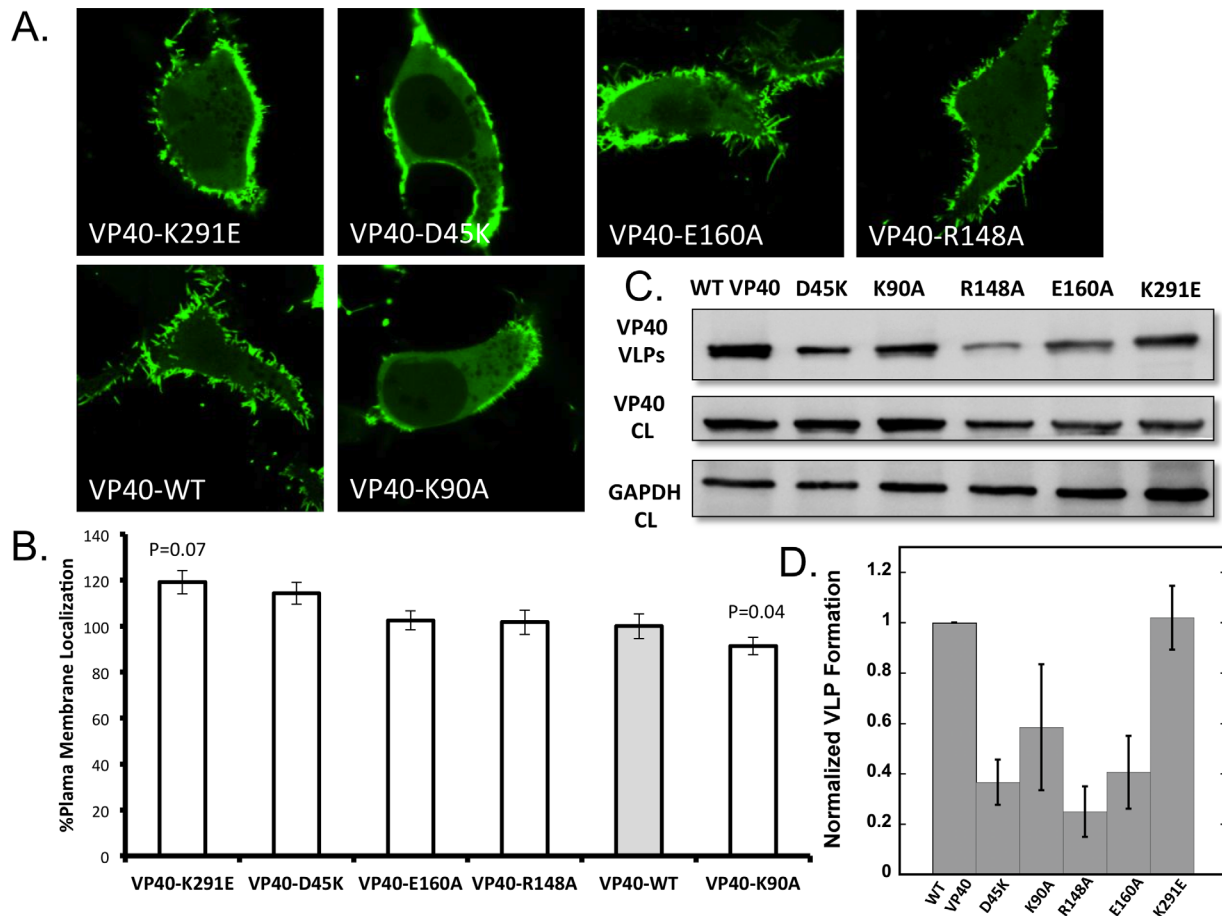 A.
VP40-K291E
VP40-D45K
VP40-E160A
VP40-R148A
VP40-WT
VP40-K90A
C.
WT VP40 D45K K90A R148A E160A K291E
VP40
VLPs
VP40
CL
GAPDH
CL
B.
%Plama Membrane Localization
140
120
100
80
60
40
20
0
P=0.07
P=0.04
VP40-K291E VP40-D45K VP40-E160A VP40-R148A VP40-WT VP40-K90A
D.
Normalized VLP Formation
1.2
1
0.8
0.6
0.4
0.2
0
WT
VP40
D45K
K90A
R148A
E160A
K291E